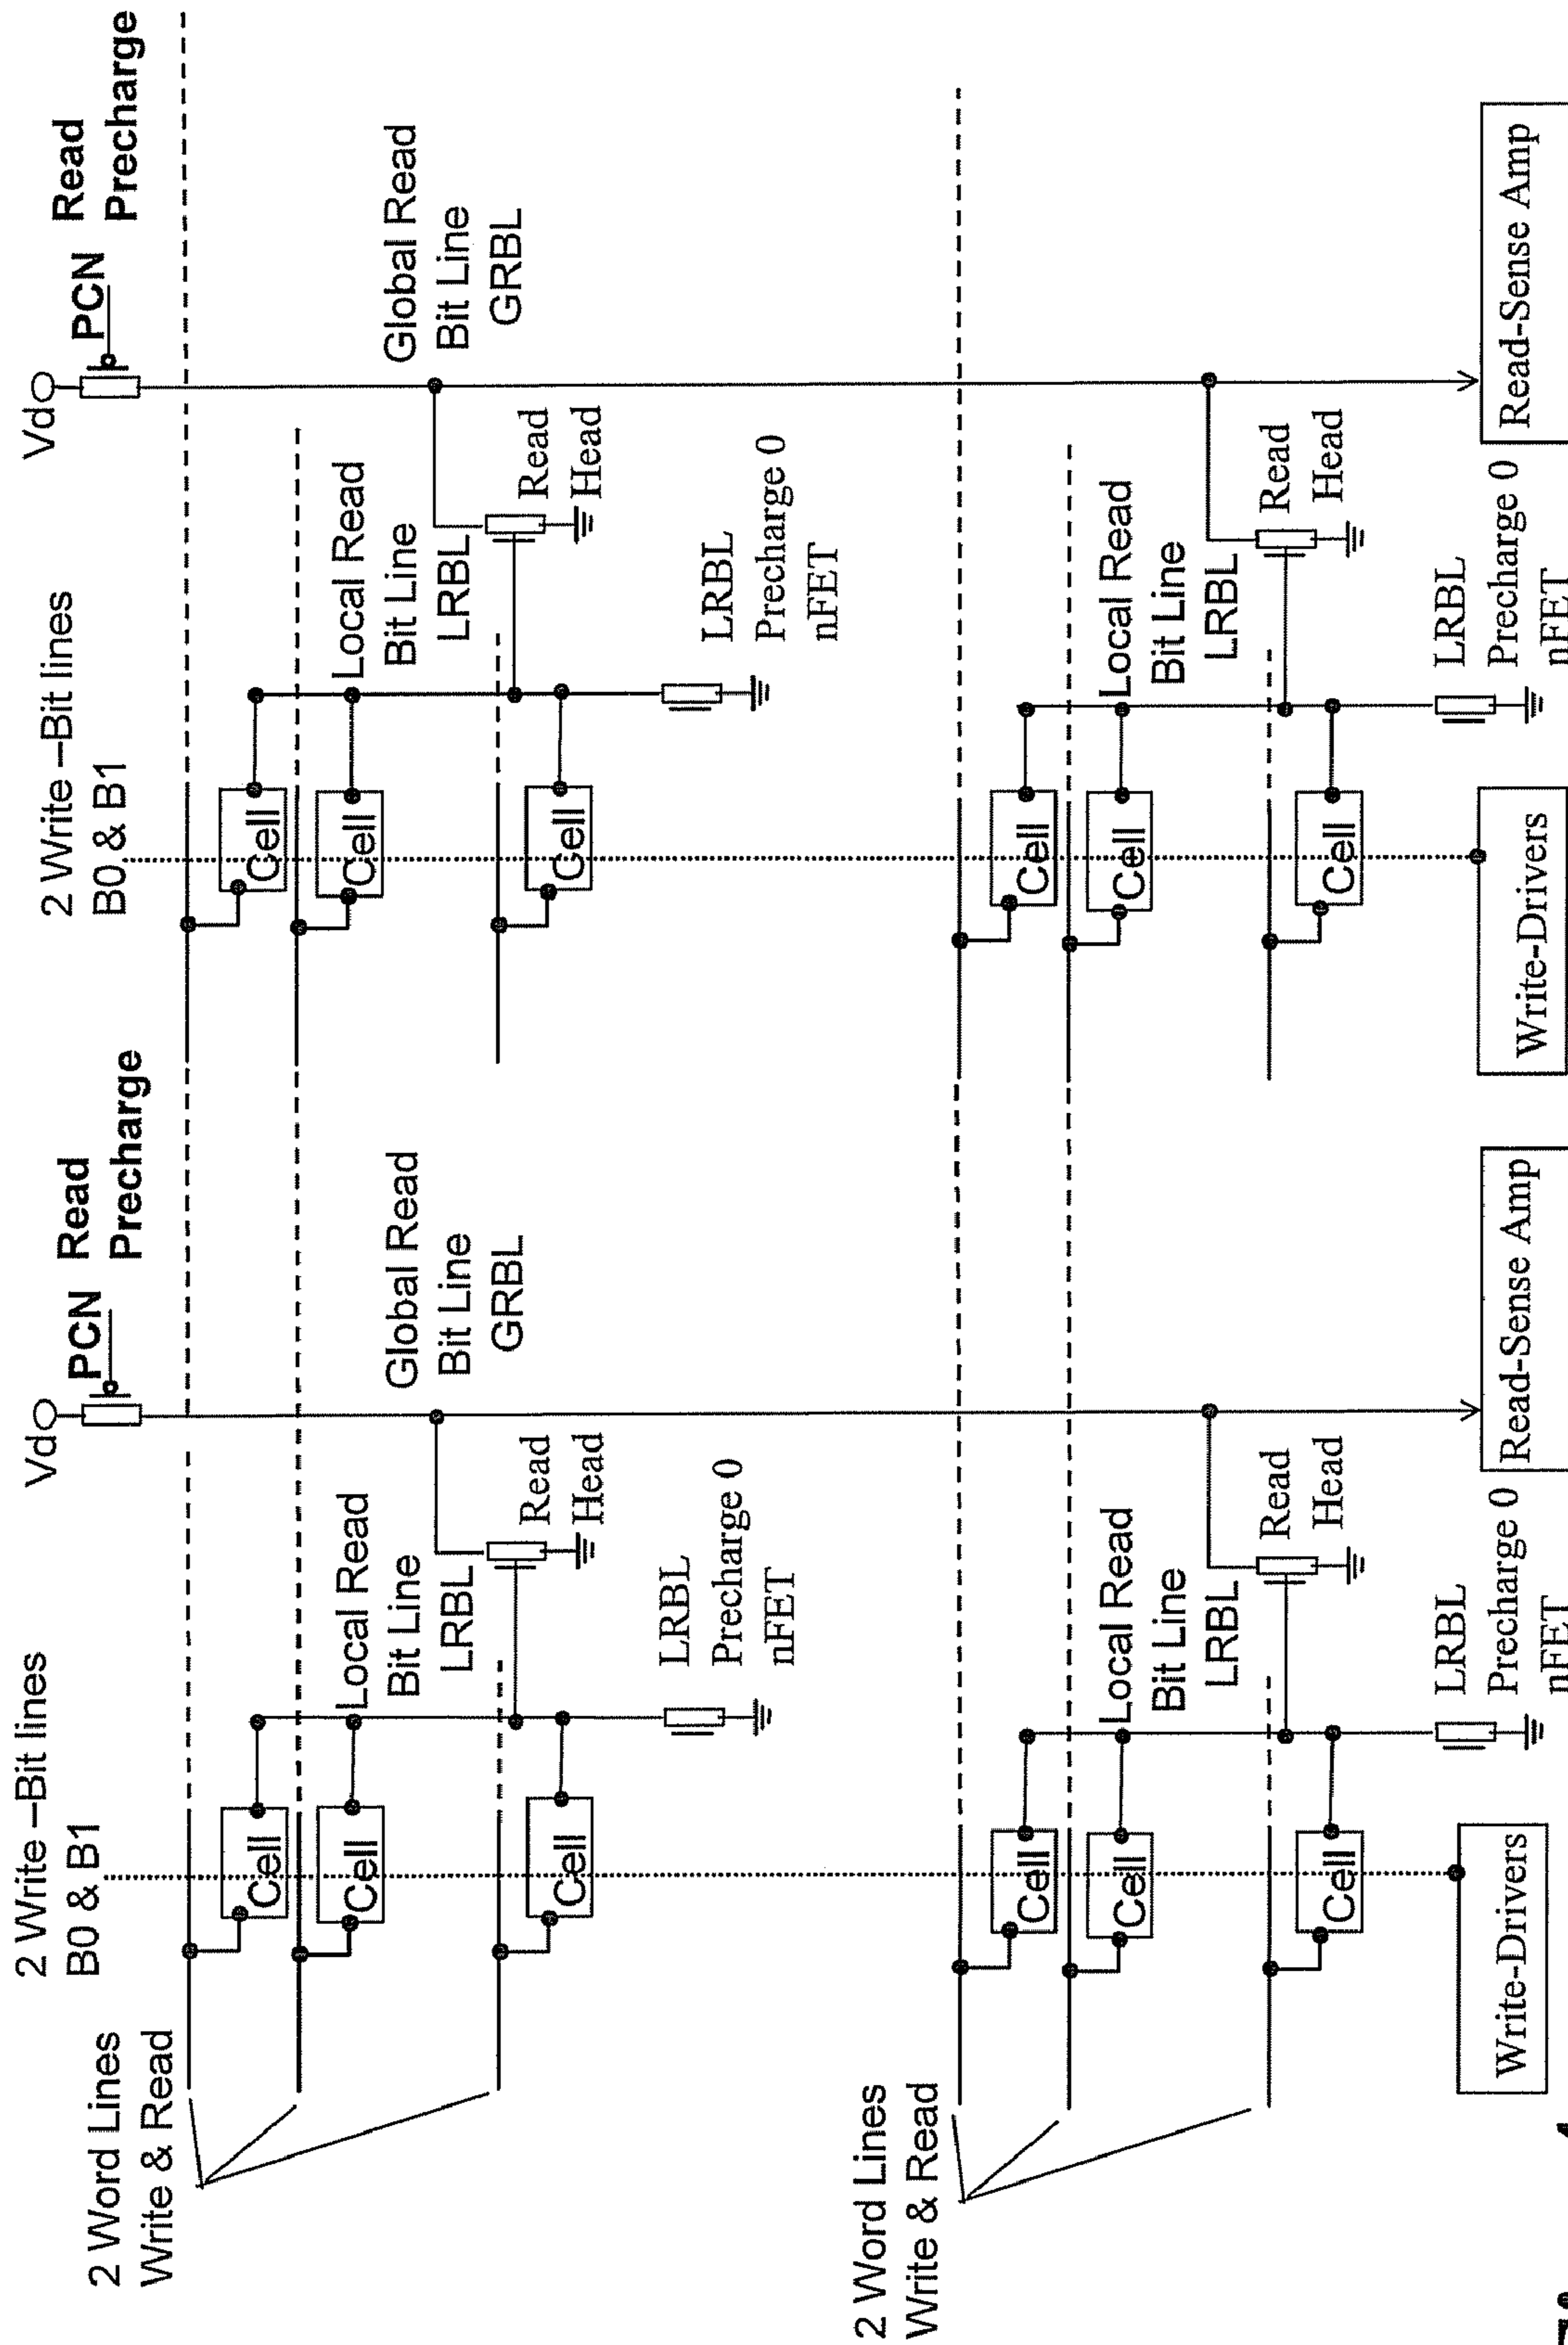 2 Write –Bit lines
B0 & B1
Vd
PCN
Read
Precharge
2 Write –Bit lines
B0 & B1
Vd
PCN
Read
Precharge
2 Word Lines
Write & Read
Cell
Cell
Cell
Local Read
Bit Line
LRBL
Read
Head
Global Read
Bit Line
GRBL
LRBL
Precharge 0
nFET
Cell
Cell
Cell
Local Read
Bit Line
LRBL
Read
Head
Global Read
Bit Line
GRBL
LRBL
Precharge 0
nFET
2 Word Lines
Write & Read
Cell
Cell
Cell
Local Read
Bit Line
LRBL
Read
Head
LRBL
Precharge 0
nFET
Cell
Cell
Cell
Local Read
Bit Line
LRBL
Read
Head
LRBL
Precharge 0
nFET
Write-Drivers
Read-Sense Amp
Write-Drivers
Read-Sense Amp